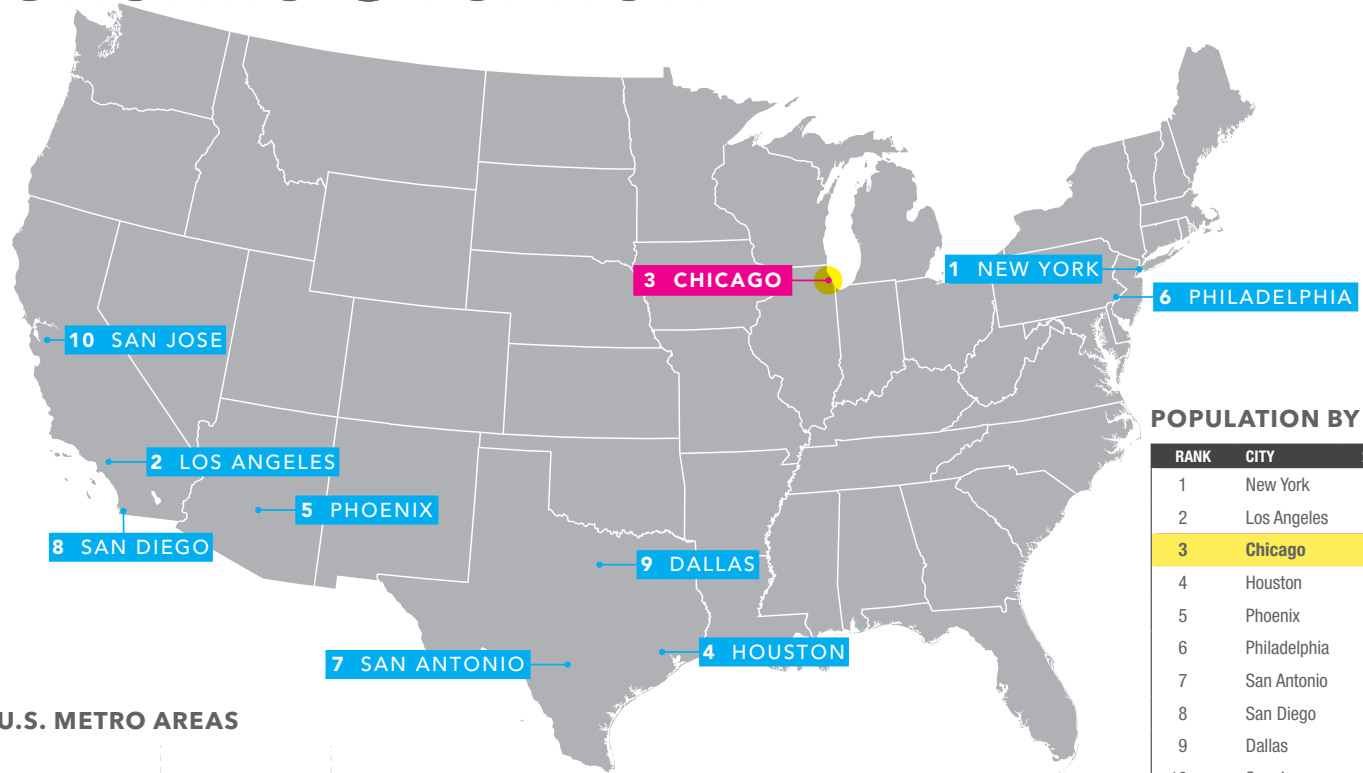 3 CHICAGO
1 NEW YORK
6 PHILADELPHIA
10 SAN JOSE
2 LOS ANGELES
5 PHOENIX
8 SAN DIEGO
9 DALLAS
4 HOUSTON
7 SAN ANTONIO
U.S. METRO AREAS
POPULATION BY
RANK CITY
1 New York
2 Los Angeles
3 Chicago
4 Houston
5 Phoenix
6 Philadelphia
7 San Antonio
8 San Diego
9 Dallas